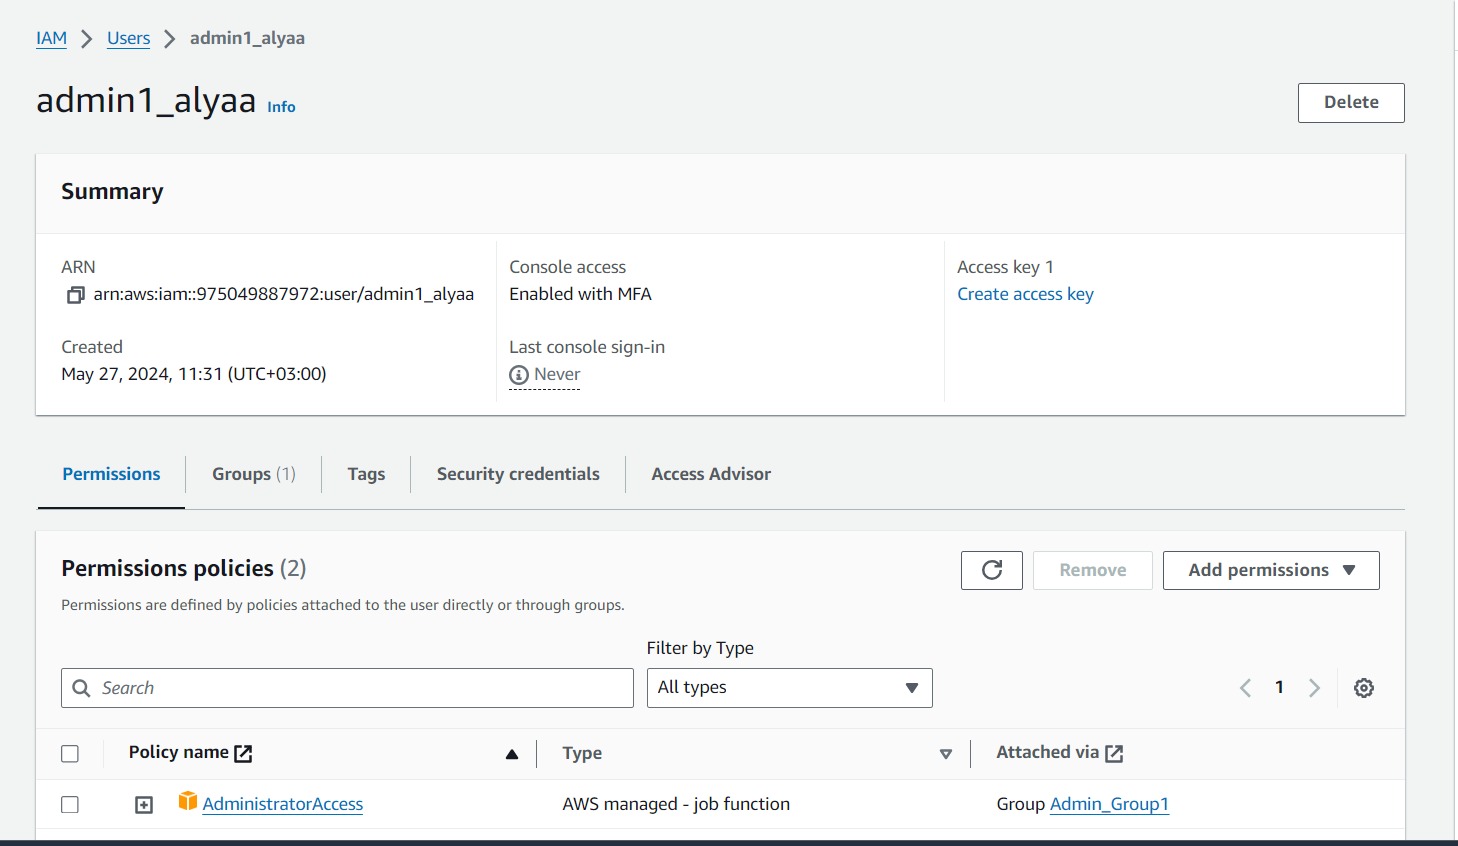 IAM > Users > admin1_alyaa
admin1_alyaa Info
Delete
Summary
ARN
arn:aws:iam::975049887972:user/admin1_alyaa
Created
May 27, 2024, 11:31 (UTC+03:00)
Console access
Enabled with MFA
Last console sign-in
Never
Access key 1
Create access key
Permissions Groups (1) Tags Security credentials Access Advisor
Permissions policies (2)
Remove Add permissions
Permissions are defined by policies attached to the user directly or through groups.
Filter by Type
Search All types 1
Policy name Type Attached via
AdministratorAccess AWS managed - job function Group Admin_Group1